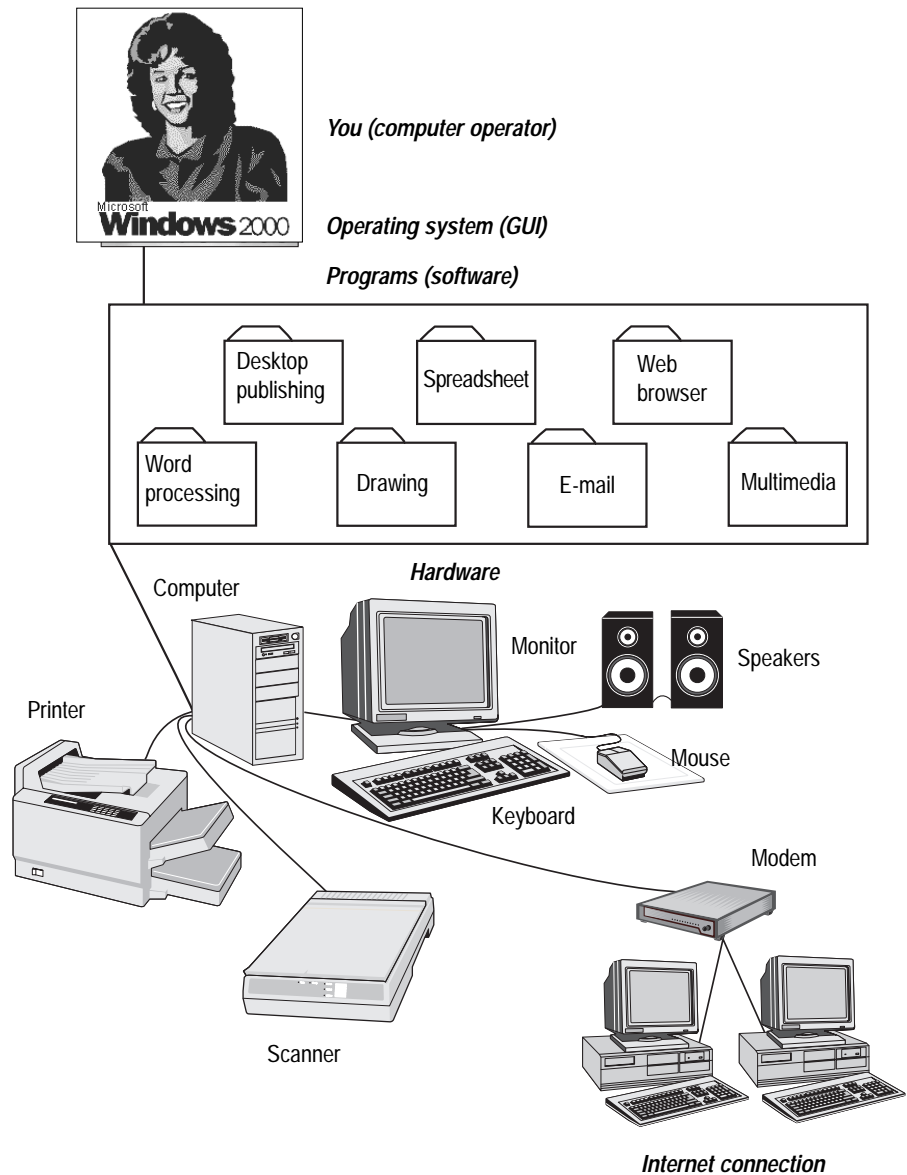 You (computer operator)
Microsoft
Windows 2000
Operating system (GUI)
Programs (software)
Desktop
publishing
Spreadsheet
Web
browser
Word
processing
Drawing
E-mail
Multimedia
Hardware
Computer
Monitor
Speakers
Printer
Mouse
Keyboard
Modem
Scanner
Internet connection